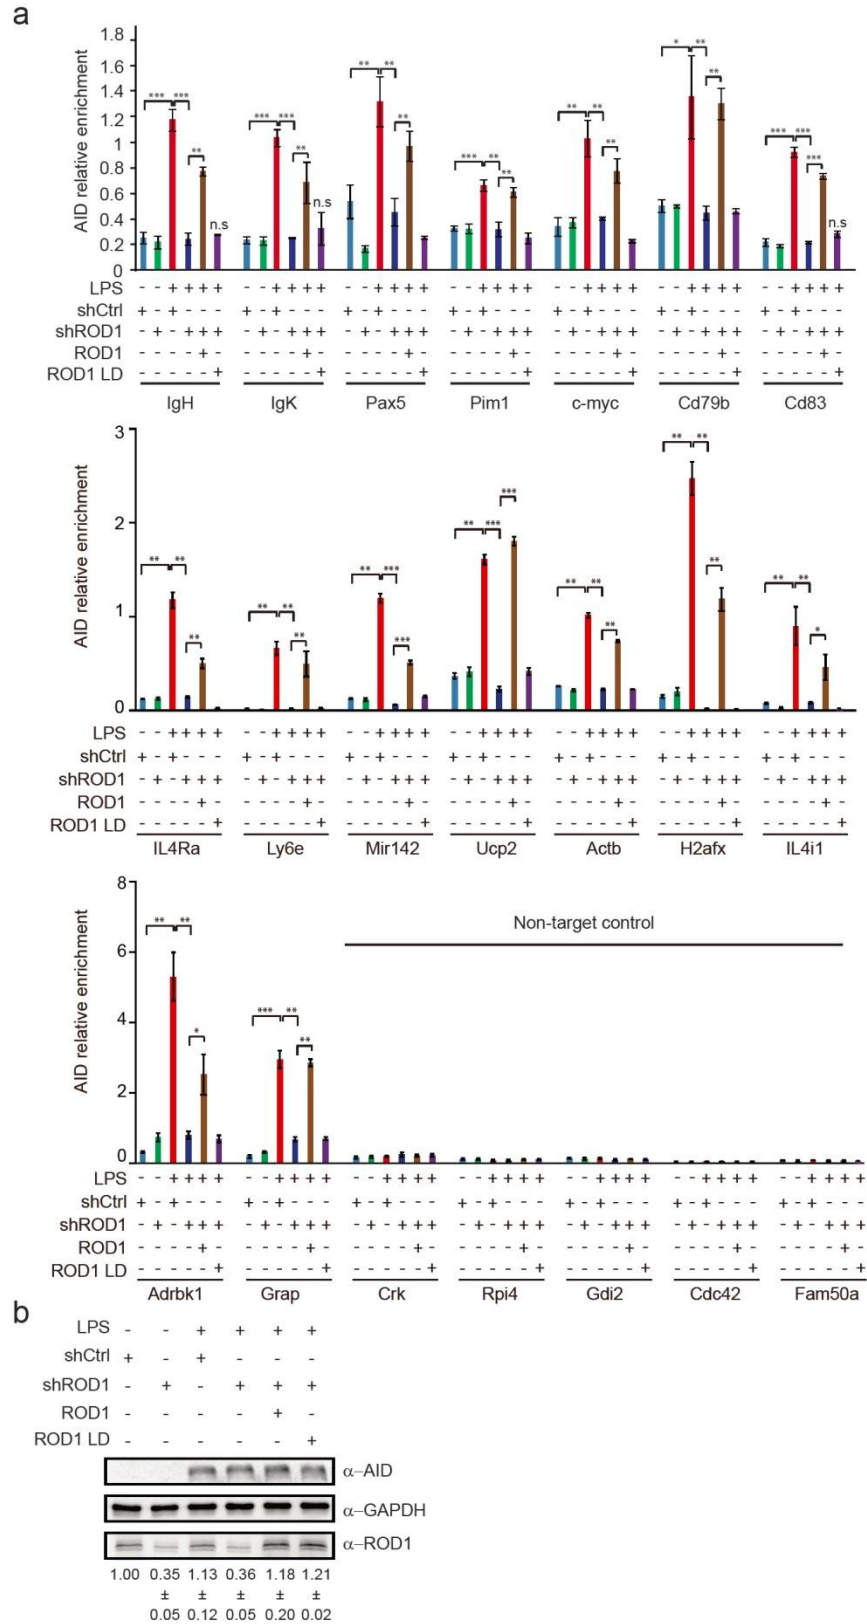 a
AID relative enrichment
1.8
1.6
1.4
1.2
1
0.8
0.6
0.4
0.2
0
*** *** ** n.s
*** *** ** n.s
** ** **
*** ** **
** ** **
* ** **
*** *** *** n.s
LPS - - + + + + - - + + + + - - + + + + - - + + + + - - + + + + - - + + + + - - + + + +
shCtrl + - + - - - + - + - - - + - + - - - + - + - - - + - + - - - + - + - - - + - + - - -
shROD1 - + - + + + - + - + + + - + - + + + - + - + + + - + - + + + - + - + + + - + - + + +
ROD1 - - - - + - - - - - + - - - - - + - - - - - + - - - - - + - - - - - + - - - - - + -
ROD1 LD - - - - - + - - - - - + - - - - - + - - - - - + - - - - - + - - - - - + - - - - - +
IgH IgK Pax5 Pim1 c-myc Cd79b Cd83
AID relative enrichment
3
2
1
0
** ** **
** ** **
** *** ***
** *** ***
** ** **
** ** **
** ** *
LPS - - + + + + - - + + + + - - + + + + - - + + + + - - + + + + - - + + + + - - + + + +
shCtrl + - + - - - + - + - - - + - + - - - + - + - - - + - + - - - + - + - - - + - + - - -
shROD1 - + - + + + - + - + + + - + - + + + - + - + + + - + - + + + - + - + + + - + - + + +
ROD1 - - - - + - - - - - + - - - - - + - - - - - + - - - - - + - - - - - + - - - - - + -
ROD1 LD - - - - - + - - - - - + - - - - - + - - - - - + - - - - - + - - - - - + - - - - - +
IL4Ra Ly6e Mir142 Ucp2 Actb H2afx IL4i1
AID relative enrichment
8
6
4
2
0
Non-target control
** ** *
*** ** **
LPS - - + + + + - - + + + + - - + + + + - - + + + + - - + + + + - - + + + + - - + + + +
shCtrl + - + - - - + - + - - - + - + - - - + - + - - - + - + - - - + - + - - - + - + - - -
shROD1 - + - + + + - + - + + + - + - + + + - + - + + + - + - + + + - + - + + + - + - + + +
ROD1 - - - - + - - - - - + - - - - - + - - - - - + - - - - - + - - - - - + - - - - - + -
ROD1 LD - - - - - + - - - - - + - - - - - + - - - - - + - - - - - + - - - - - + - - - - - +
Adrbk1 Grap Crk Rpi4 Gdi2 Cdc42 Fam50a
b
LPS - - + + + +
shCtrl + - + - - -
shROD1 - + - + + +
ROD1 - - - - + -
ROD1 LD - - - - - +
α-AID
α-GAPDH
α-ROD1
1.00 0.35 1.13 0.36 1.18 1.21
± ± ± ± ±
0.05 0.12 0.05 0.20 0.02